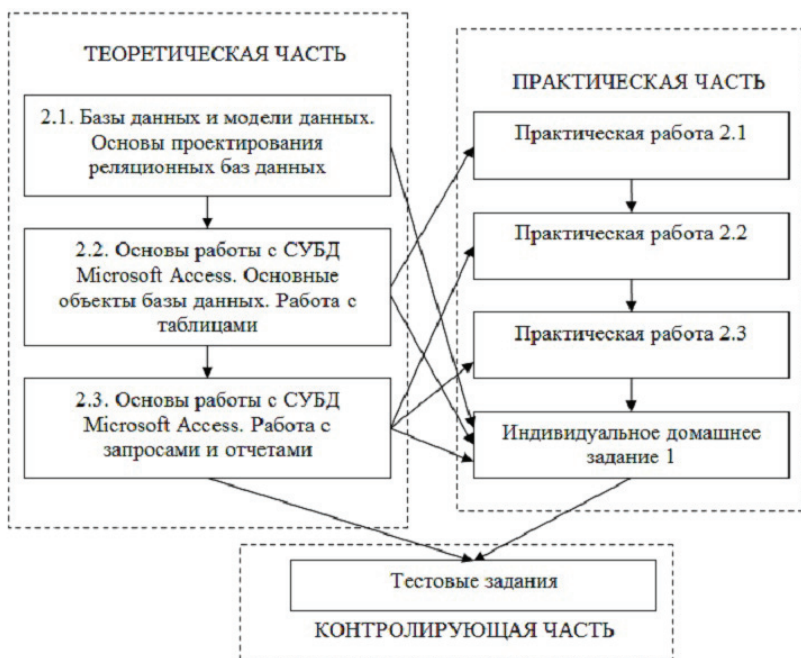 ТЕОРЕТИЧЕСКАЯ ЧАСТЬ
2.1. Базы данных и модели данных.
Основы проектирования
реляционных баз данных
2.2. Основы работы с СУБД
Microsoft Access. Основные
объекты базы данных. Работа с
таблицами
2.3. Основы работы с СУБД
Microsoft Access. Работа с
запросами и отчетами
ПРАКТИЧЕСКАЯ ЧАСТЬ
Практическая работа 2.1
Практическая работа 2.2
Практическая работа 2.3
Индивидуальное домашнее
задание 1
Тестовые задания
КОНТРОЛИРУЮЩАЯ ЧАСТЬ